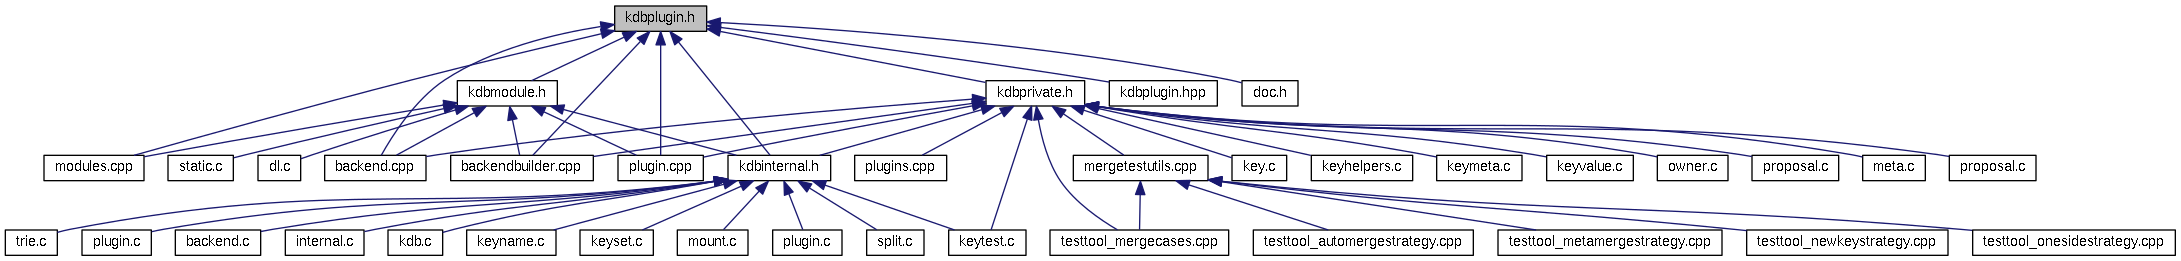 kdbplugin.h
kdbmodule.h
kdbprivate.h
kdbplugin.hpp
doc.h
modules.cpp
static.c
dl.c
backend.cpp
backendbuilder.cpp
plugin.cpp
kdbinternal.h
plugins.cpp
mergetestutils.cpp
key.c
keyhelpers.c
keymeta.c
keyvalue.c
owner.c
proposal.c
meta.c
proposal.c
trie.c
plugin.c
backend.c
internal.c
kdb.c
keyname.c
keyset.c
mount.c
plugin.c
split.c
keytest.c
testtool_mergecases.cpp
testtool_automergestrategy.cpp
testtool_metamergestrategy.cpp
testtool_newkeystrategy.cpp
testtool_onesidestrategy.cpp